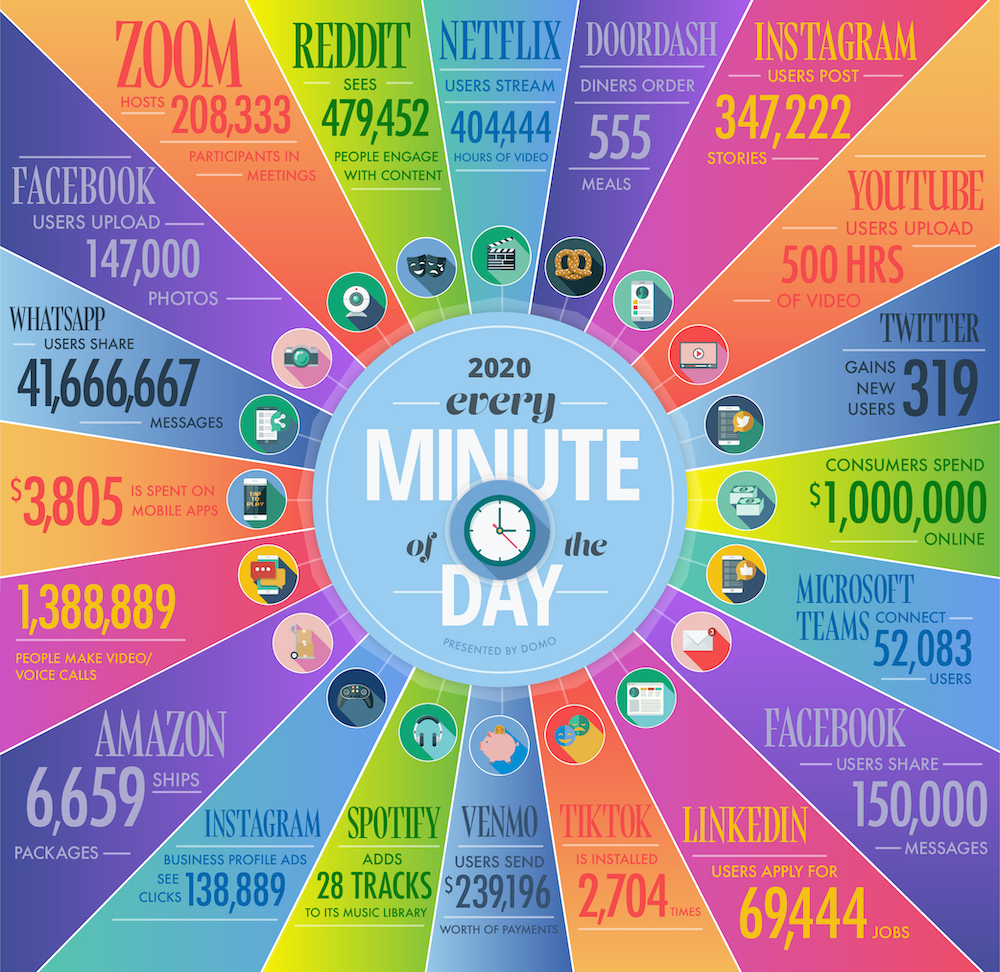 2020
every
MINUTE
of the
DAY
PRESENTED BY DOMO
ZOOM
HOSTS 208,333
PARTICIPANTS IN
MEETINGS
REDDIT
SEES
479,452
PEOPLE ENGAGE
WITH CONTENT
NETFLIX
USERS STREAM
404444
HOURS OF VIDEO
DOORDASH
DINERS ORDER
555
MEALS
INSTAGRAM
USERS POST
347,222
STORIES
YOUTUBE
USERS UPLOAD
500 HRS
OF VIDEO
TWITTER
GAINS
NEW
USERS 319
CONSUMERS SPEND
$1,000,000
ONLINE
MICROSOFT
TEAMS CONNECT
52,083
USERS
FACEBOOK
USERS SHARE
150,000
MESSAGES
LINKEDIN
USERS APPLY FOR
69,444 JOBS
TIKTOK
IS INSTALLED
2,704 TIMES
VENMO
USERS SEND
$239,196
WORTH OF PAYMENTS
SPOTIFY
ADDS
28 TRACKS
TO ITS MUSIC LIBRARY
INSTAGRAM
BUSINESS PROFILE ADS
SEE
CLICKS 138,889
AMAZON
6,659 SHIPS
PACKAGES
1,388,889
PEOPLE MAKE VIDEO/
VOICE CALLS
$3,805 IS SPENT ON
MOBILE APPS
TAP
TO
PLAY
WHATSAPP
USERS SHARE
41,666,667
MESSAGES
FACEBOOK
USERS UPLOAD
147,000
PHOTOS
3